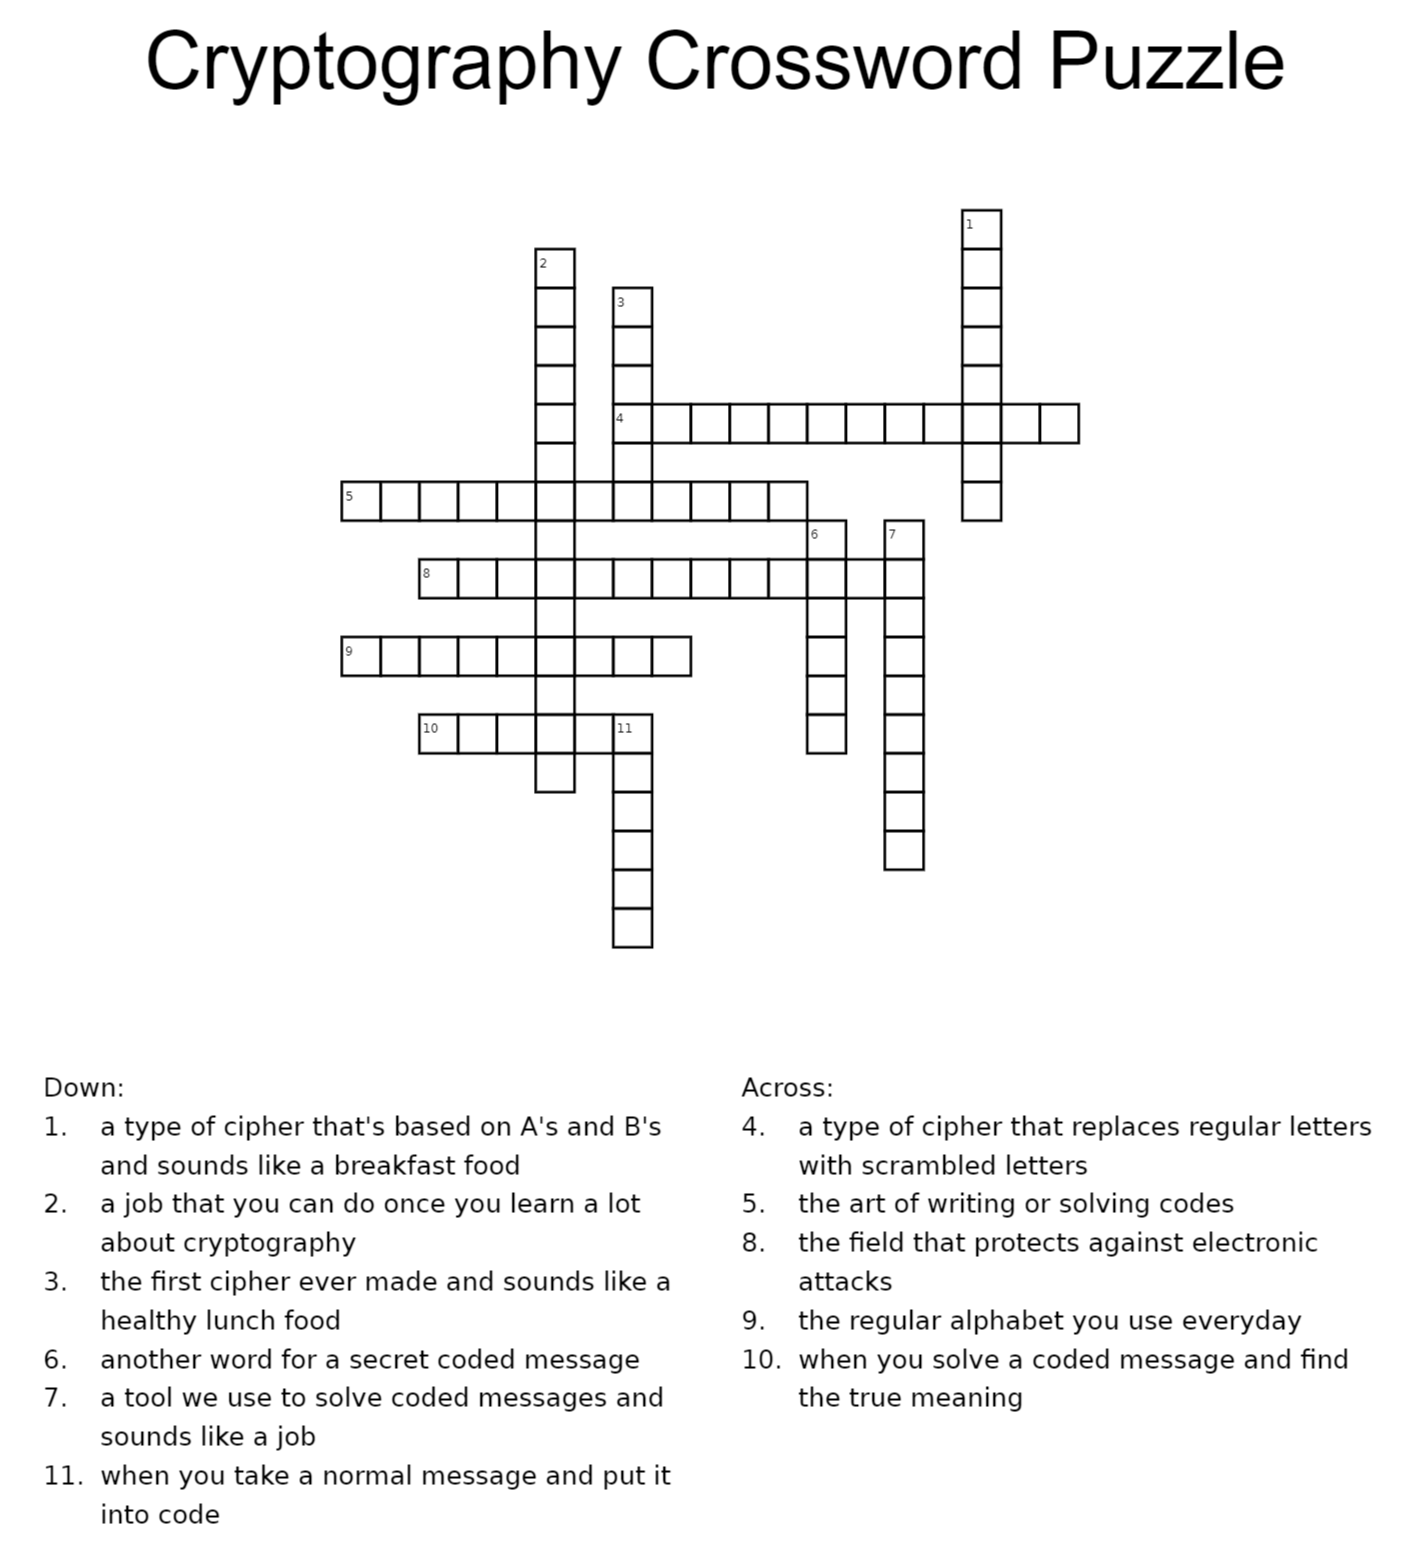 Cryptography Crossword Puzzle
1
2
3
4
5
6 7
8
9
10 11
Down:
1. a type of cipher that's based on A's and B's
and sounds like a breakfast food
2. a job that you can do once you learn a lot
about cryptography
3. the first cipher ever made and sounds like a
healthy lunch food
6. another word for a secret coded message
7. a tool we use to solve coded messages and
sounds like a job
11. when you take a normal message and put it
into code
Across:
4. a type of cipher that replaces regular letters
with scrambled letters
5. the art of writing or solving codes
8. the field that protects against electronic
attacks
9. the regular alphabet you use everyday
10. when you solve a coded message and find
the true meaning